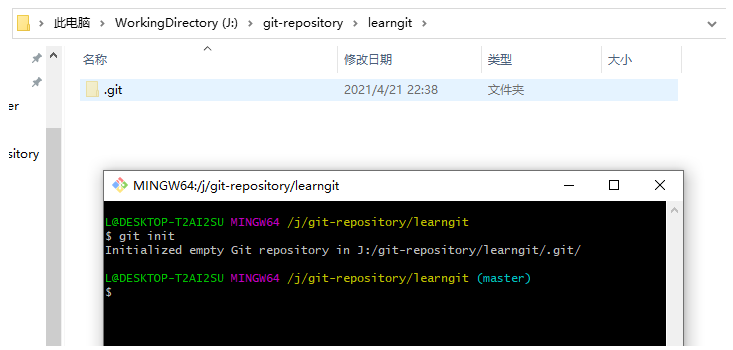 此电脑 > WorkingDirectory (J:) > git-repository > learngit >
名称 修改日期 类型 大小
.git 2021/4/21 22:38 文件夹
er
sitory
MINGW64:/j/git-repository/learngit
L@DESKTOP-T2AI2SU MINGW64 /j/git-repository/learngit
$ git init
Initialized empty Git repository in J:/git-repository/learngit/.git/
L@DESKTOP-T2AI2SU MINGW64 /j/git-repository/learngit (master)
$